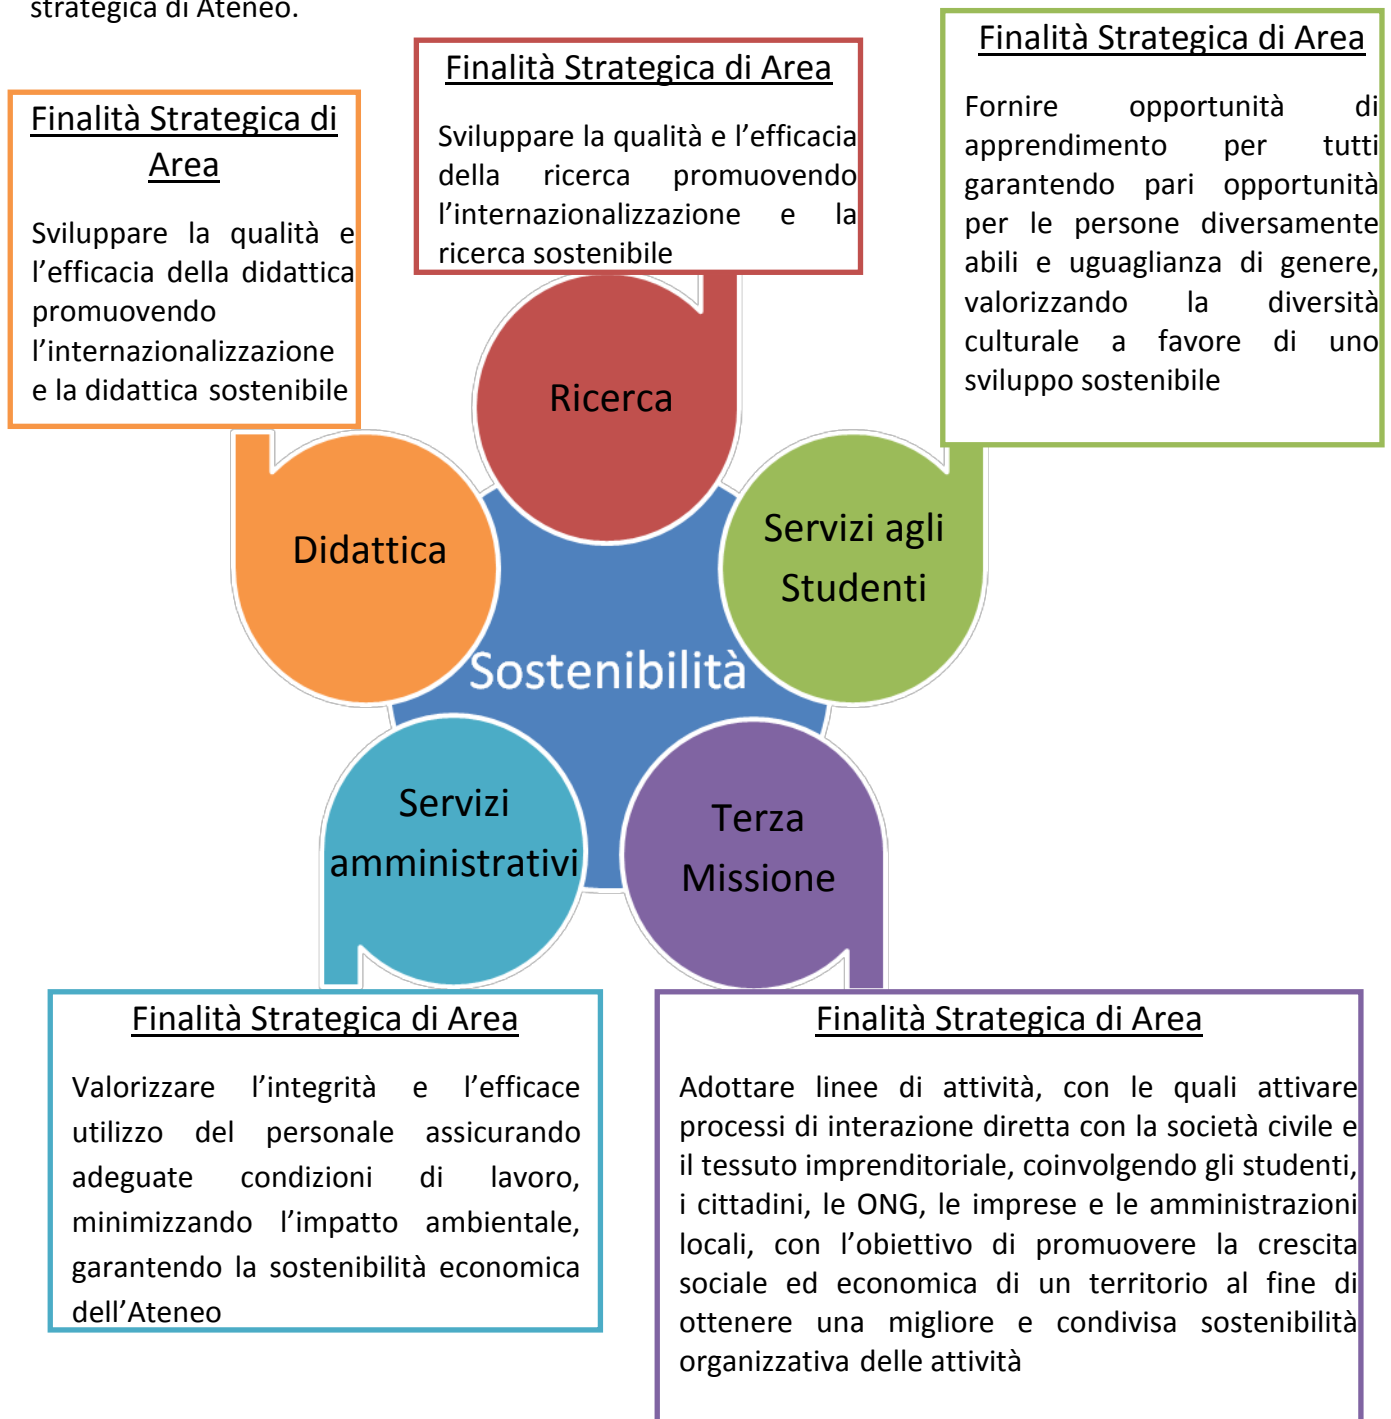 strategica di Ateneo.
Finalità Strategica di
Area
Sviluppare la qualità e
l’efficacia della didattica
promuovendo
l’internazionalizzazione
e la didattica sostenibile
Finalità Strategica di Area
Sviluppare la qualità e l’efficacia
della ricerca promuovendo
l’internazionalizzazione e la
ricerca sostenibile
Finalità Strategica di Area
Fornire opportunità di
apprendimento per tutti
garantendo pari opportunità
per le persone diversamente
abili e uguaglianza di genere,
valorizzando la diversità
culturale a favore di uno
sviluppo sostenibile
Ricerca
Didattica
Servizi agli
Studenti
Sostenibilità
Servizi
amministrativi
Terza
Missione
Finalità Strategica di Area
Valorizzare l’integrità e l’efficace
utilizzo del personale assicurando
adeguate condizioni di lavoro,
minimizzando l’impatto ambientale,
garantendo la sostenibilità economica
dell’Ateneo
Finalità Strategica di Area
Adottare linee di attività, con le quali attivare
processi di interazione diretta con la società civile e
il tessuto imprenditoriale, coinvolgendo gli studenti,
i cittadini, le ONG, le imprese e le amministrazioni
locali, con l’obiettivo di promuovere la crescita
sociale ed economica di un territorio al fine di
ottenere una migliore e condivisa sostenibilità
organizzativa delle attività